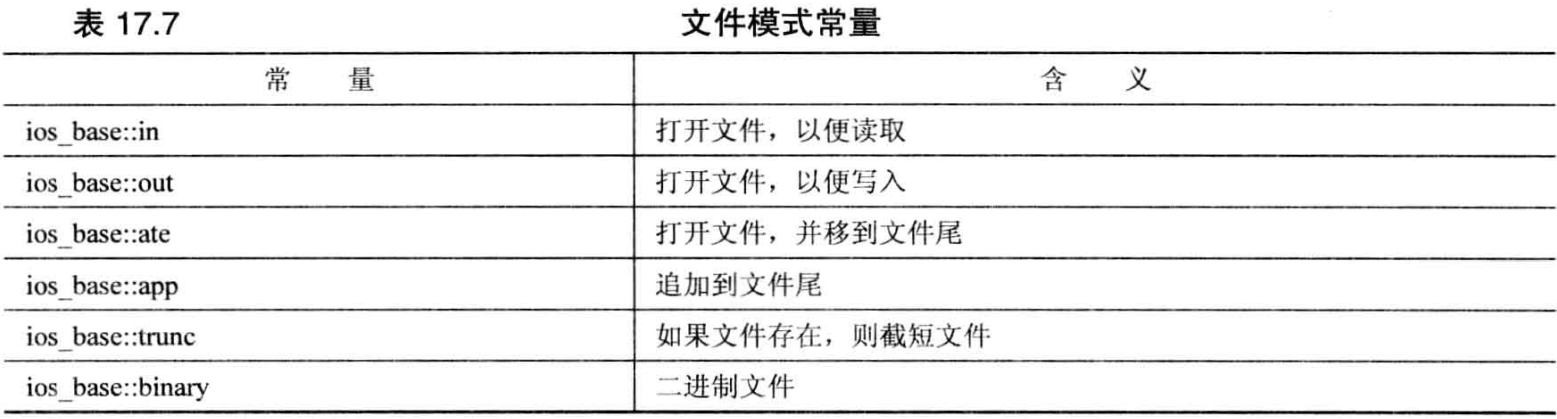 表 17.7 文件模式常量
常 量 含 义
ios_base::in 打开文件，以便读取
ios_base::out 打开文件，以便写入
ios_base::ate 打开文件，并移到文件尾
ios_base::app 追加到文件尾
ios_base::trunc 如果文件存在，则截短文件
ios_base::binary 二进制文件